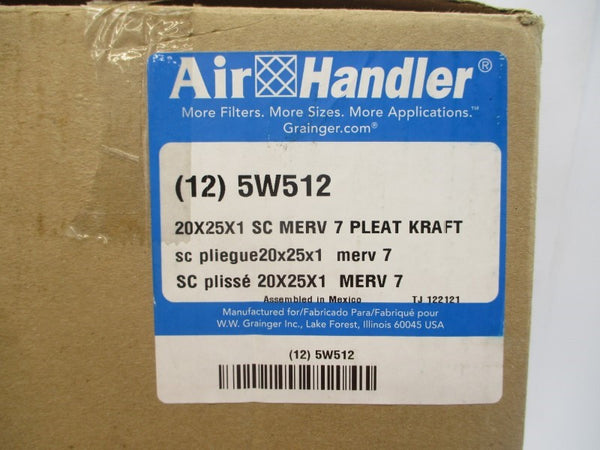 Air Handler®
More Filters. More Sizes. More Applications.™
Grainger.com®
(12) 5W512
20X25X1 SC MERV 7 PLEAT KRAFT
sc pliegue20x25x1 merv 7
SC plissé 20X25X1 MERV 7
Assembled in Mexico TJ 122121
Manufactured for/Fabricado Para/Fabriqué pour
W.W. Grainger Inc., Lake Forest, Illinois 60045 USA
(12) 5W512